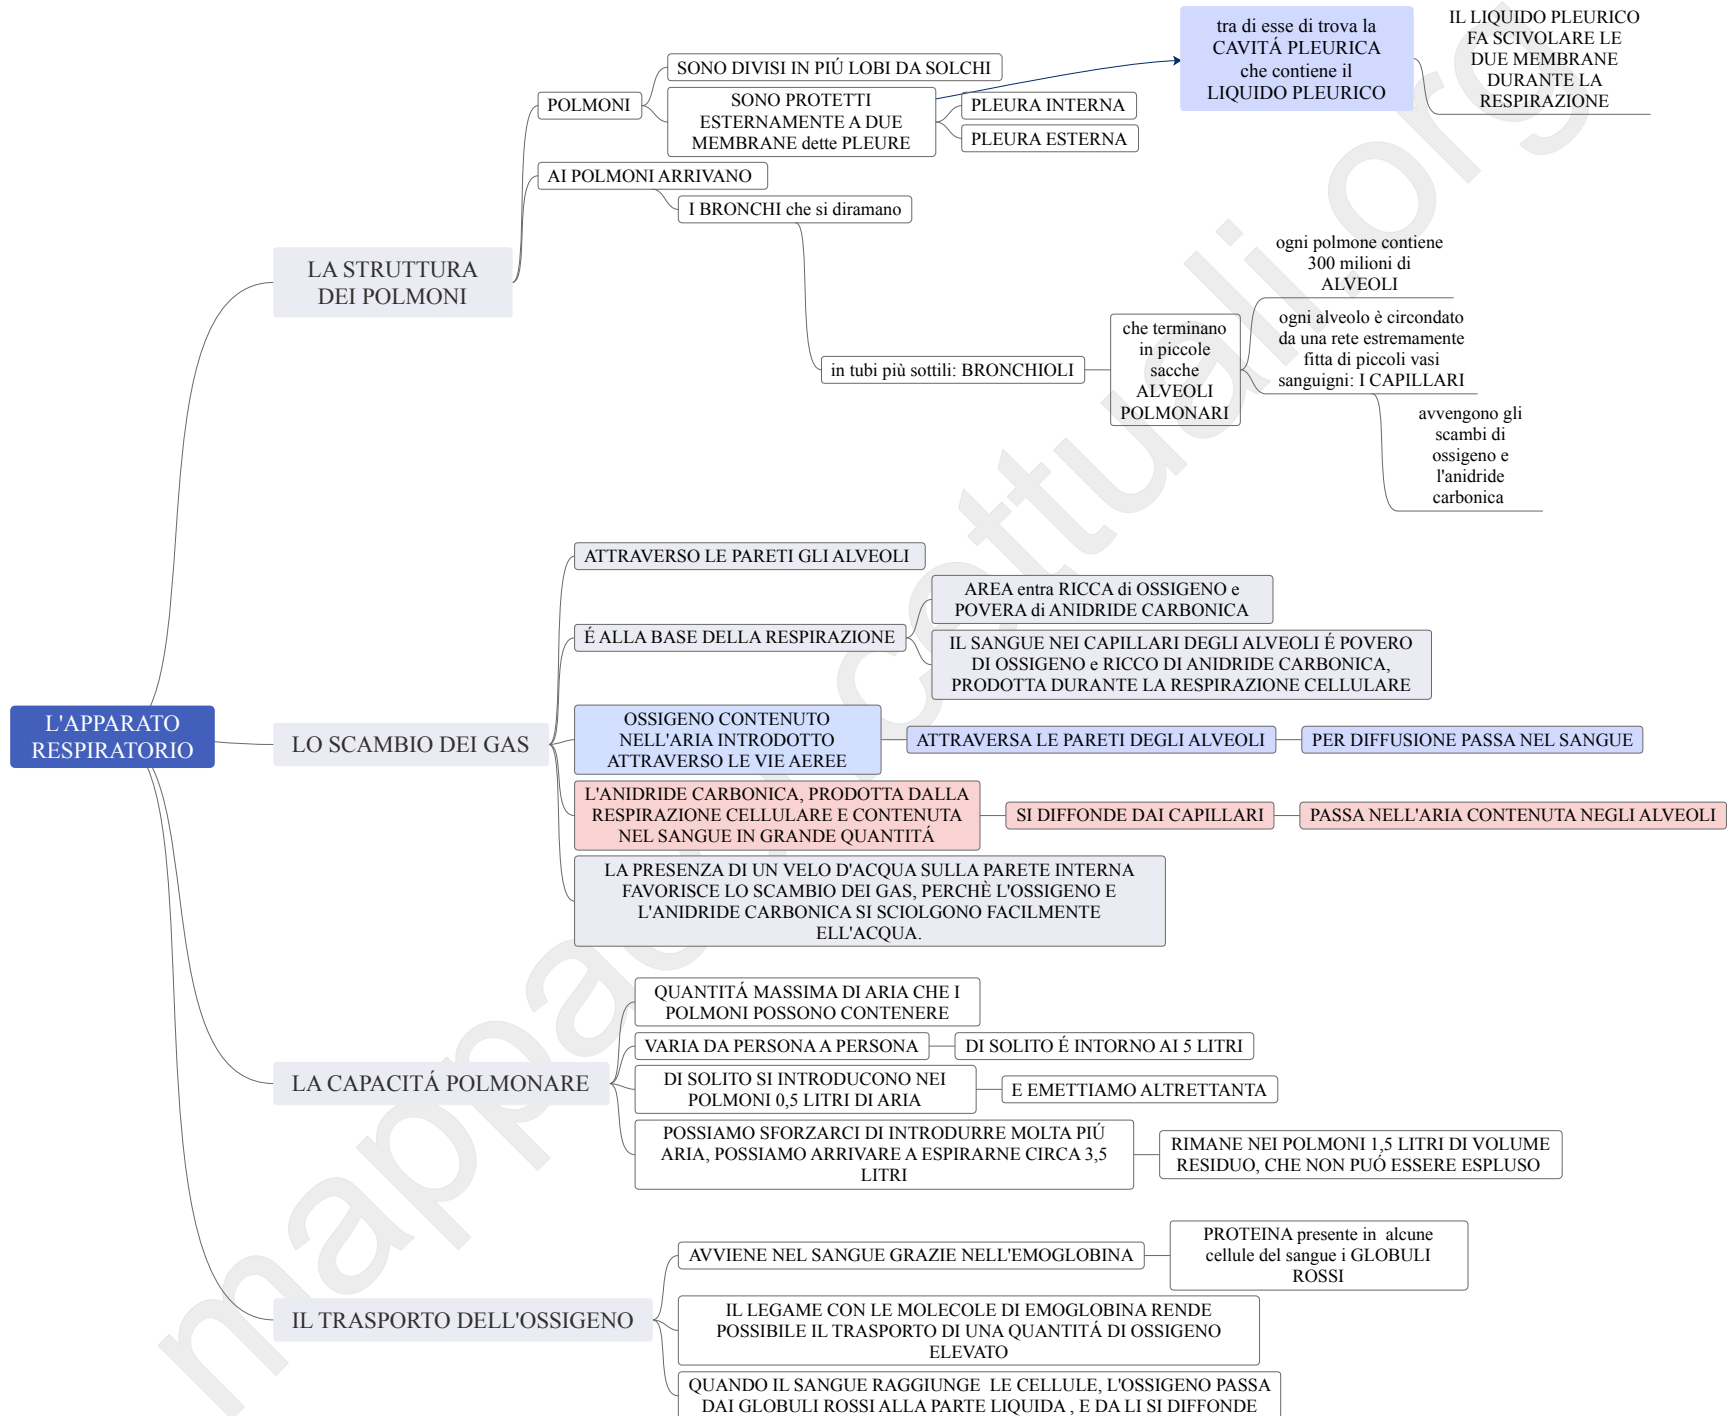 L'APPARATO
RESPIRATORIO
LA STRUTTURA
DEI POLMONI
POLMONI
SONO DIVISI IN PIÚ LOBI DA SOLCHI
SONO PROTETTI
ESTERNAMENTE A DUE
MEMBRANE dette PLEURE
PLEURA INTERNA
PLEURA ESTERNA
tra di esse di trova la
CAVITÁ PLEURICA
che contiene il
LIQUIDO PLEURICO
IL LIQUIDO PLEURICO
FA SCIVOLARE LE
DUE MEMBRANE
DURANTE LA
RESPIRAZIONE
AI POLMONI ARRIVANO
I BRONCHI che si diramano
in tubi più sottili: BRONCHIOLI
che terminano
in piccole
sacche
ALVEOLI
POLMONARI
ogni polmone contiene
300 milioni di
ALVEOLI
ogni alveolo è circondato
da una rete estremamente
fitta di piccoli vasi
sanguigni: I CAPILLARI
avvengono gli
scambi di
ossigeno e
l'anidride
carbonica
LO SCAMBIO DEI GAS
ATTRAVERSO LE PARETI GLI ALVEOLI
É ALLA BASE DELLA RESPIRAZIONE
AREA entra RICCA di OSSIGENO e
POVERA di ANIDRIDE CARBONICA
IL SANGUE NEI CAPILLARI DEGLI ALVEOLI É POVERO
DI OSSIGENO e RICCO DI ANIDRIDE CARBONICA,
PRODOTTA DURANTE LA RESPIRAZIONE CELLULARE
OSSIGENO CONTENUTO
NELL'ARIA INTRODOTTO
ATTRAVERSO LE VIE AEREE
ATTRAVERSA LE PARETI DEGLI ALVEOLI
PER DIFFUSIONE PASSA NEL SANGUE
L'ANIDRIDE CARBONICA, PRODOTTA DALLA
RESPIRAZIONE CELLULARE E CONTENUTA
NEL SANGUE IN GRANDE QUANTITÁ
SI DIFFONDE DAI CAPILLARI
PASSA NELL'ARIA CONTENUTA NEGLI ALVEOLI
LA PRESENZA DI UN VELO D'ACQUA SULLA PARETE INTERNA
FAVORISCE LO SCAMBIO DEI GAS, PERCHÈ L'OSSIGENO E
L'ANIDRIDE CARBONICA SI SCIOLGONO FACILMENTE
ELL'ACQUA.
LA CAPACITÁ POLMONARE
QUANTITÁ MASSIMA DI ARIA CHE I
POLMONI POSSONO CONTENERE
VARIA DA PERSONA A PERSONA
DI SOLITO É INTORNO AI 5 LITRI
DI SOLITO SI INTRODUCONO NEI
POLMONI 0,5 LITRI DI ARIA
E EMETTIAMO ALTRETTANTA
POSSIAMO SFORZARCI DI INTRODURRE MOLTA PIÚ
ARIA, POSSIAMO ARRIVARE A ESPIRARNE CIRCA 3,5
LITRI
RIMANE NEI POLMONI 1,5 LITRI DI VOLUME
RESIDUO, CHE NON PUÓ ESSERE ESPLUSO
IL TRASPORTO DELL'OSSIGENO
AVVIENE NEL SANGUE GRAZIE NELL'EMOGLOBINA
PROTEINA presente in alcune
cellule del sangue i GLOBULI
ROSSI
IL LEGAME CON LE MOLECOLE DI EMOGLOBINA RENDE
POSSIBILE IL TRASPORTO DI UNA QUANTITÁ DI OSSIGENO
ELEVATO
QUANDO IL SANGUE RAGGIUNGE LE CELLULE, L'OSSIGENO PASSA
DAI GLOBULI ROSSI ALLA PARTE LIQUIDA , E DA LI SI DIFFONDE